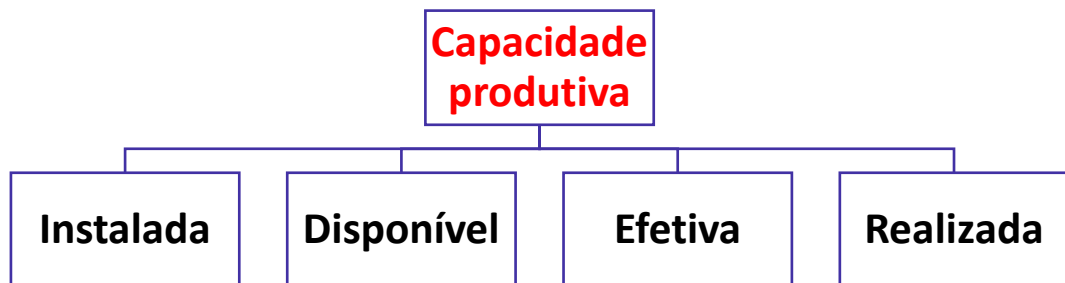 Capacidade
produtiva
Instalada
Disponível
Efetiva
Realizada